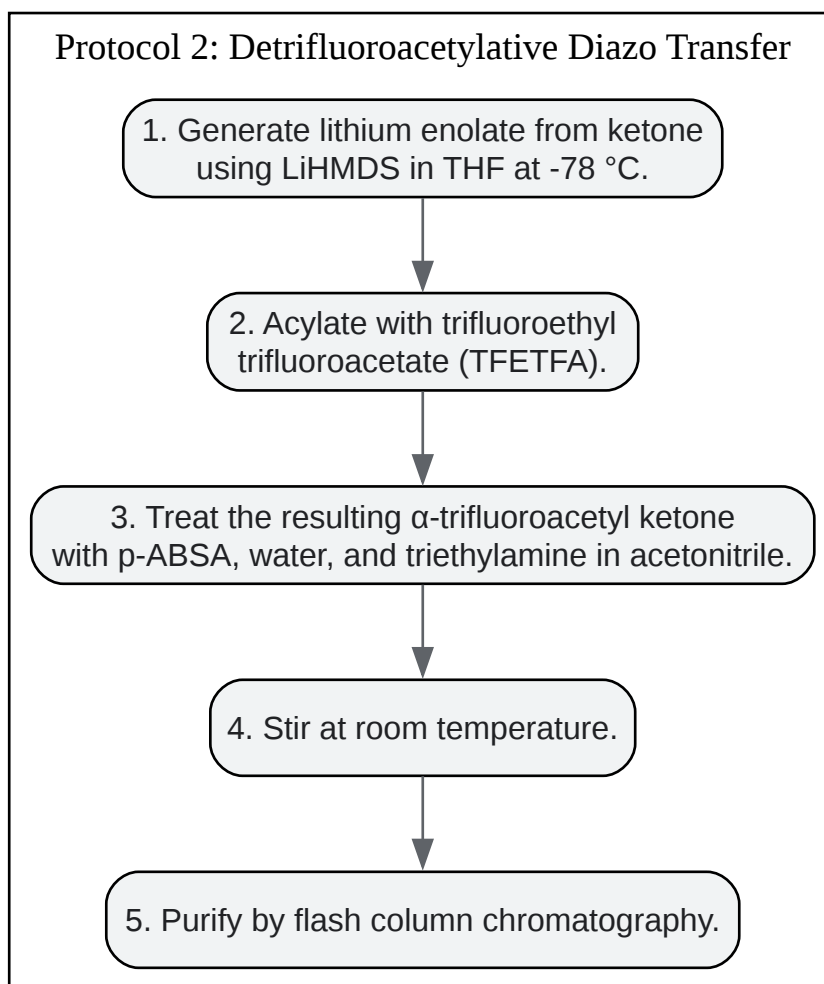 Protocol 2: Detrifluoroacetylative Diazo Transfer
1. Generate lithium enolate from ketone
using LiHMDS in THF at -78 °C.
2. Acylate with trifluoroethyl
trifluoroacetate (TFETFA).
3. Treat the resulting α-trifluoroacetyl ketone
with p-ABSA, water, and triethylamine in acetonitrile.
4. Stir at room temperature.
5. Purify by flash column chromatography.